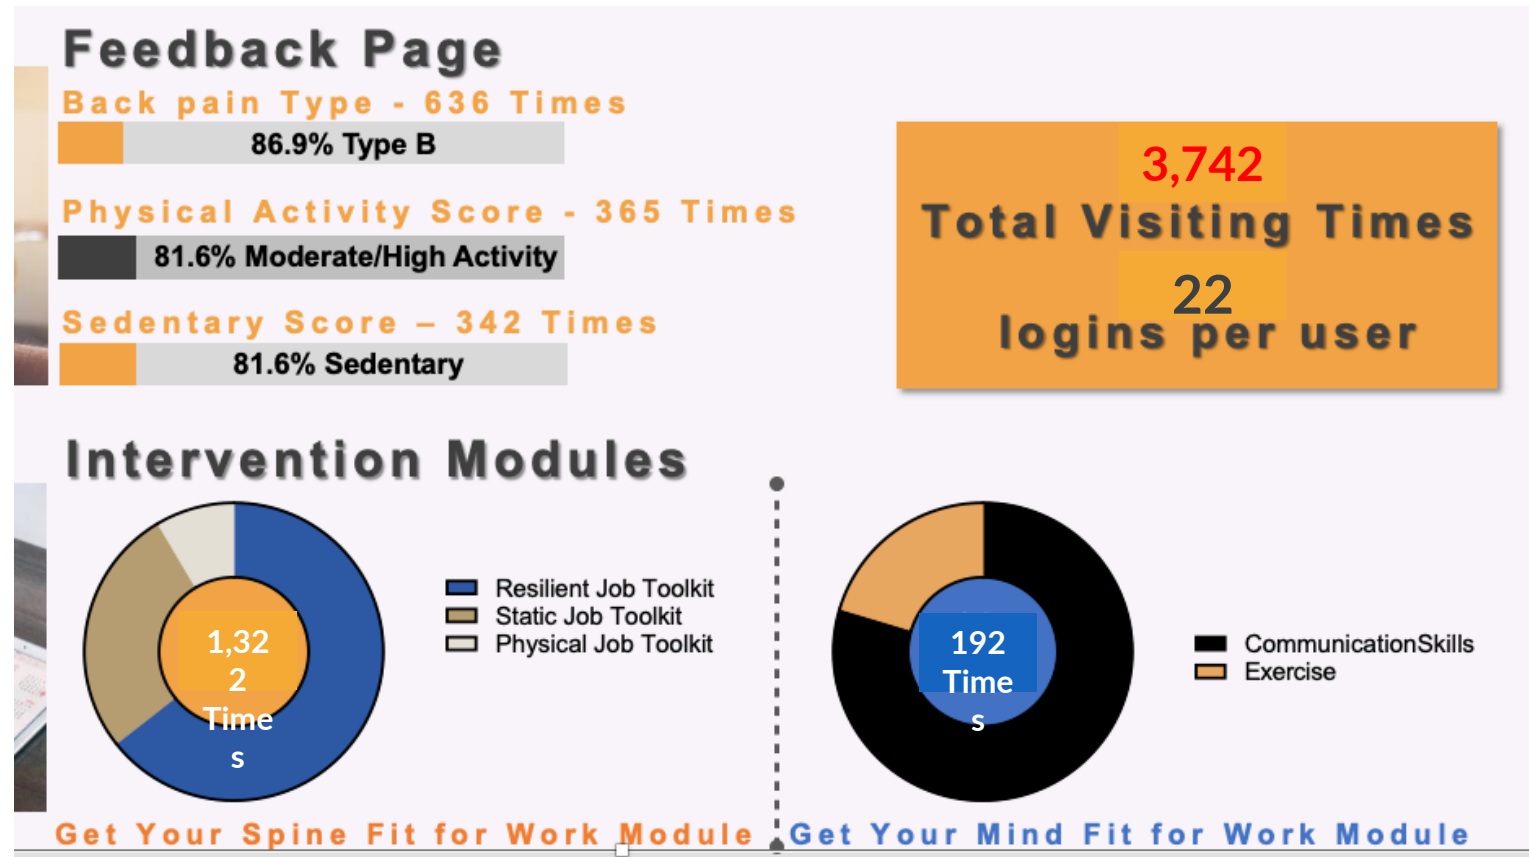 Feedback Page
Back pain Type - 636 Times
86.9% Type B
Physical Activity Score - 365 Times
81.6% Moderate/High Activity
Sedentary Score – 342 Times
81.6% Sedentary
3,742
Total Visiting Times
22
logins per user
Intervention Modules
1,32
2
Time
s
Resilient Job Toolkit
Static Job Toolkit
Physical Job Toolkit
Get Your Spine Fit for Work Module
192
Time
s
CommunicationSkills
Exercise
Get Your Mind Fit for Work Module